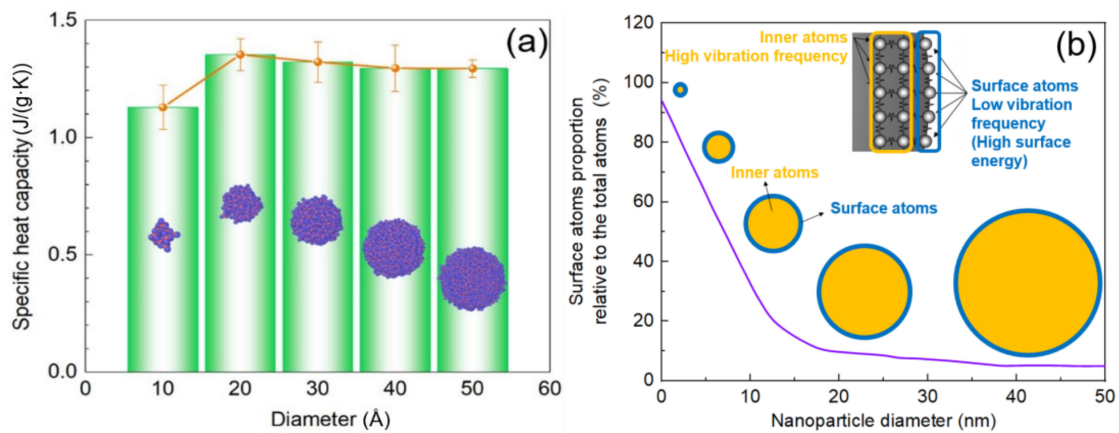 (a)
Specific heat capacity (J/(g·K))
1.5
1.0
0.5
0.0
0 10 20 30 40 50 60
Diameter (Å)
(b)
Surface atoms proportion
relative to the total atoms (%)
120
100
80
60
40
20
0
Inner atoms
High vibration frequency
Surface atoms
Low vibration
frequency
(High surface
energy)
Inner atoms
Surface atoms
0 10 20 30 40 50
Nanoparticle diameter (nm)